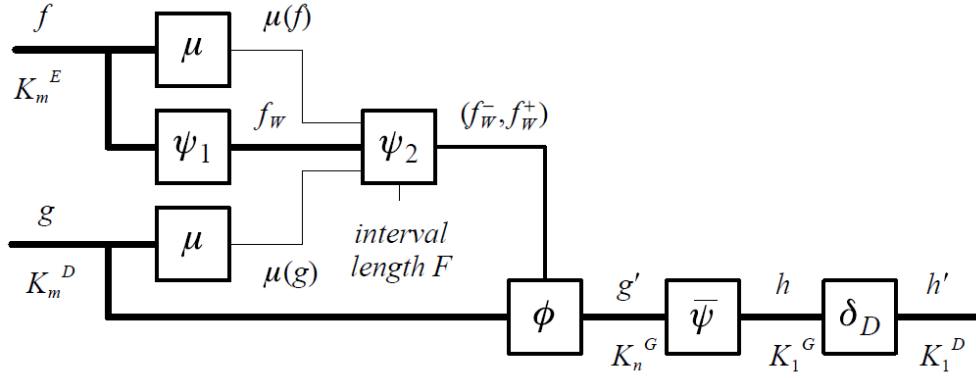 f
μ(f)
K_m^E
μ
ψ_1
f_W
ψ_2
(f_W^-, f_W^+)
g
K_m^D
μ
μ(g)
interval
length F
ϕ
g′
K_n^G
ψ̅
h
K_1^G
δ_D
h′
K_1^D